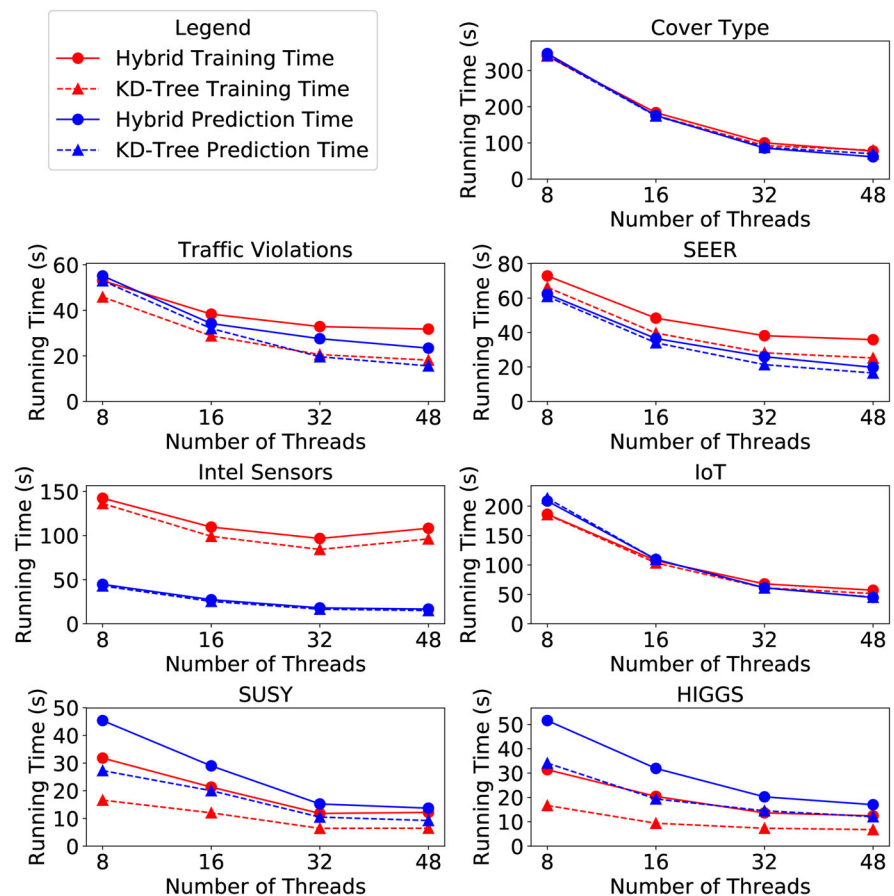 Legend
Hybrid Training Time
KD-Tree Training Time
Hybrid Prediction Time
KD-Tree Prediction Time
Cover Type
Running Time (s)
300
200
100
0
8 16 32 48
Number of Threads
Traffic Violations
Running Time (s)
60
40
20
0
8 16 32 48
Number of Threads
SEER
Running Time (s)
80
60
40
20
0
8 16 32 48
Number of Threads
Intel Sensors
Running Time (s)
150
100
50
0
8 16 32 48
Number of Threads
IoT
Running Time (s)
200
150
100
50
0
8 16 32 48
Number of Threads
SUSY
Running Time (s)
50
40
30
20
10
0
8 16 32 48
Number of Threads
HIGGS
Running Time (s)
50
40
30
20
10
0
8 16 32 48
Number of Threads